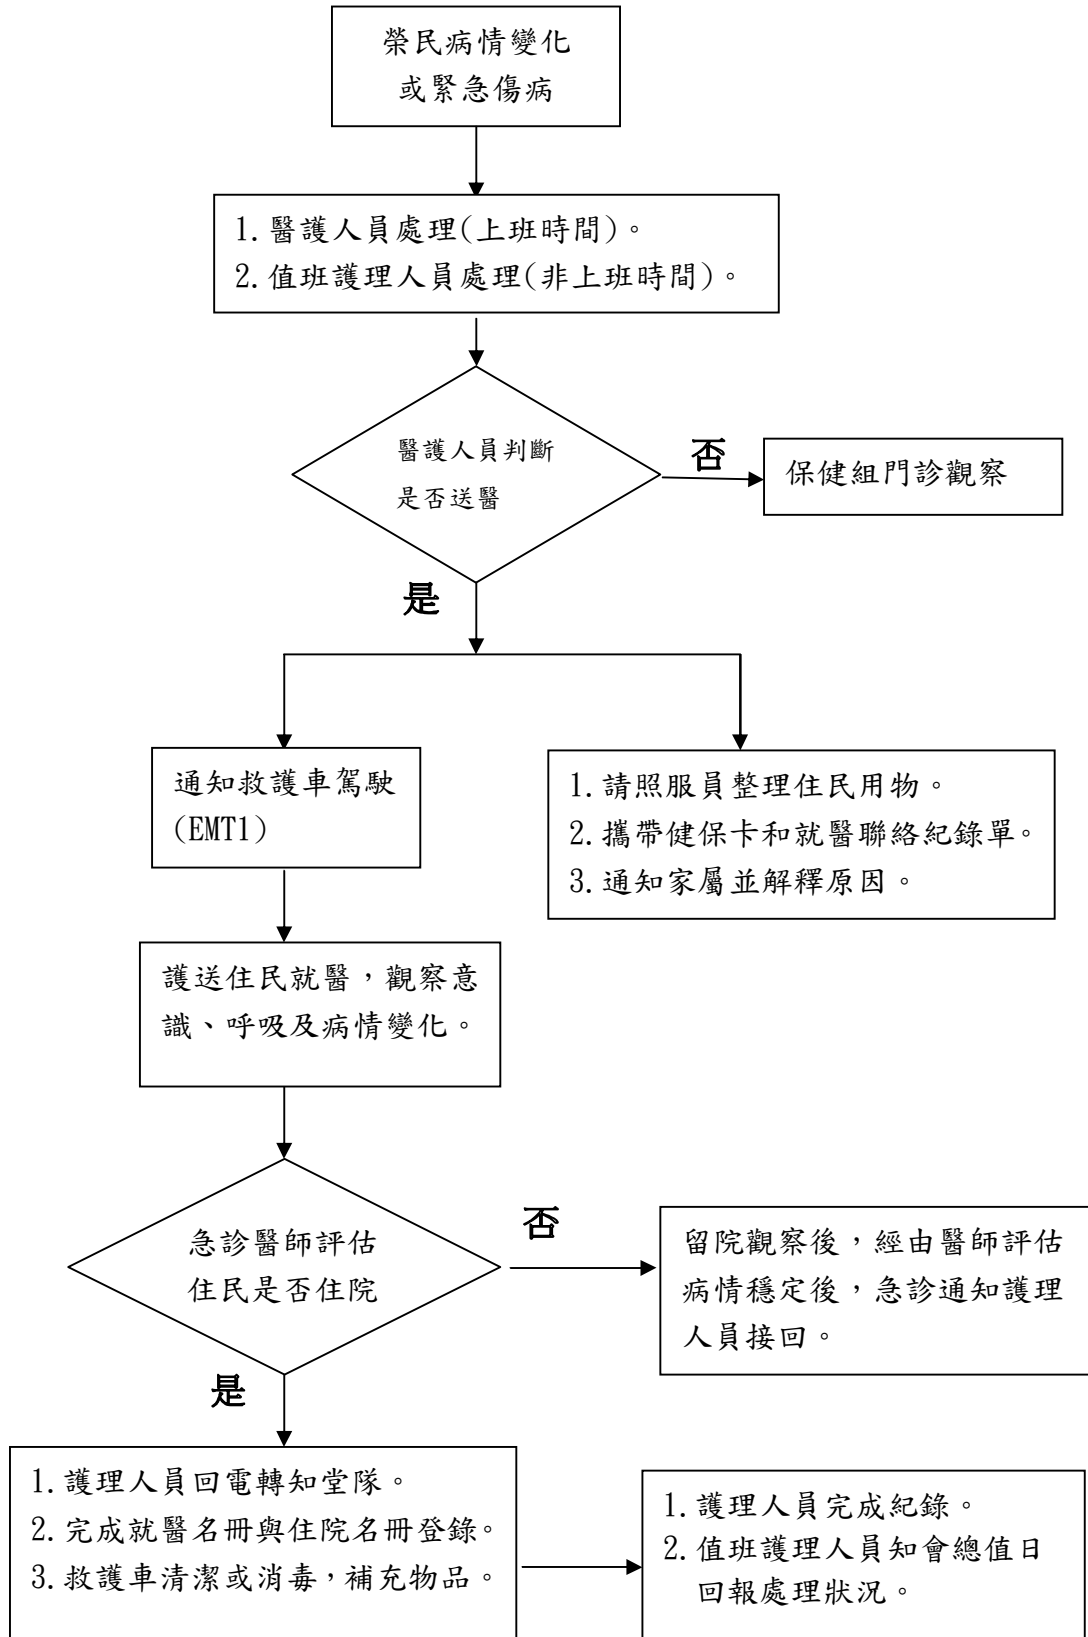 榮民病情變化
或緊急傷病
1.醫護人員處理(上班時間)。
2.值班護理人員處理(非上班時間)。
醫護人員判斷
是否送醫
否
保健組門診觀察
是
通知救護車駕駛
(EMT1)
1.請照服員整理住民用物。
2.攜帶健保卡和就醫聯絡紀錄單。
3.通知家屬並解釋原因。
護送住民就醫，觀察意
識、呼吸及病情變化。
急診醫師評估
住民是否住院
否
留院觀察後，經由醫師評估
病情穩定後，急診通知護理
人員接回。
是
1.護理人員回電轉知堂隊。
2.完成就醫名冊與住院名冊登錄。
3.救護車清潔或消毒，補充物品。
1.護理人員完成紀錄。
2.值班護理人員知會總值日
回報處理狀況。